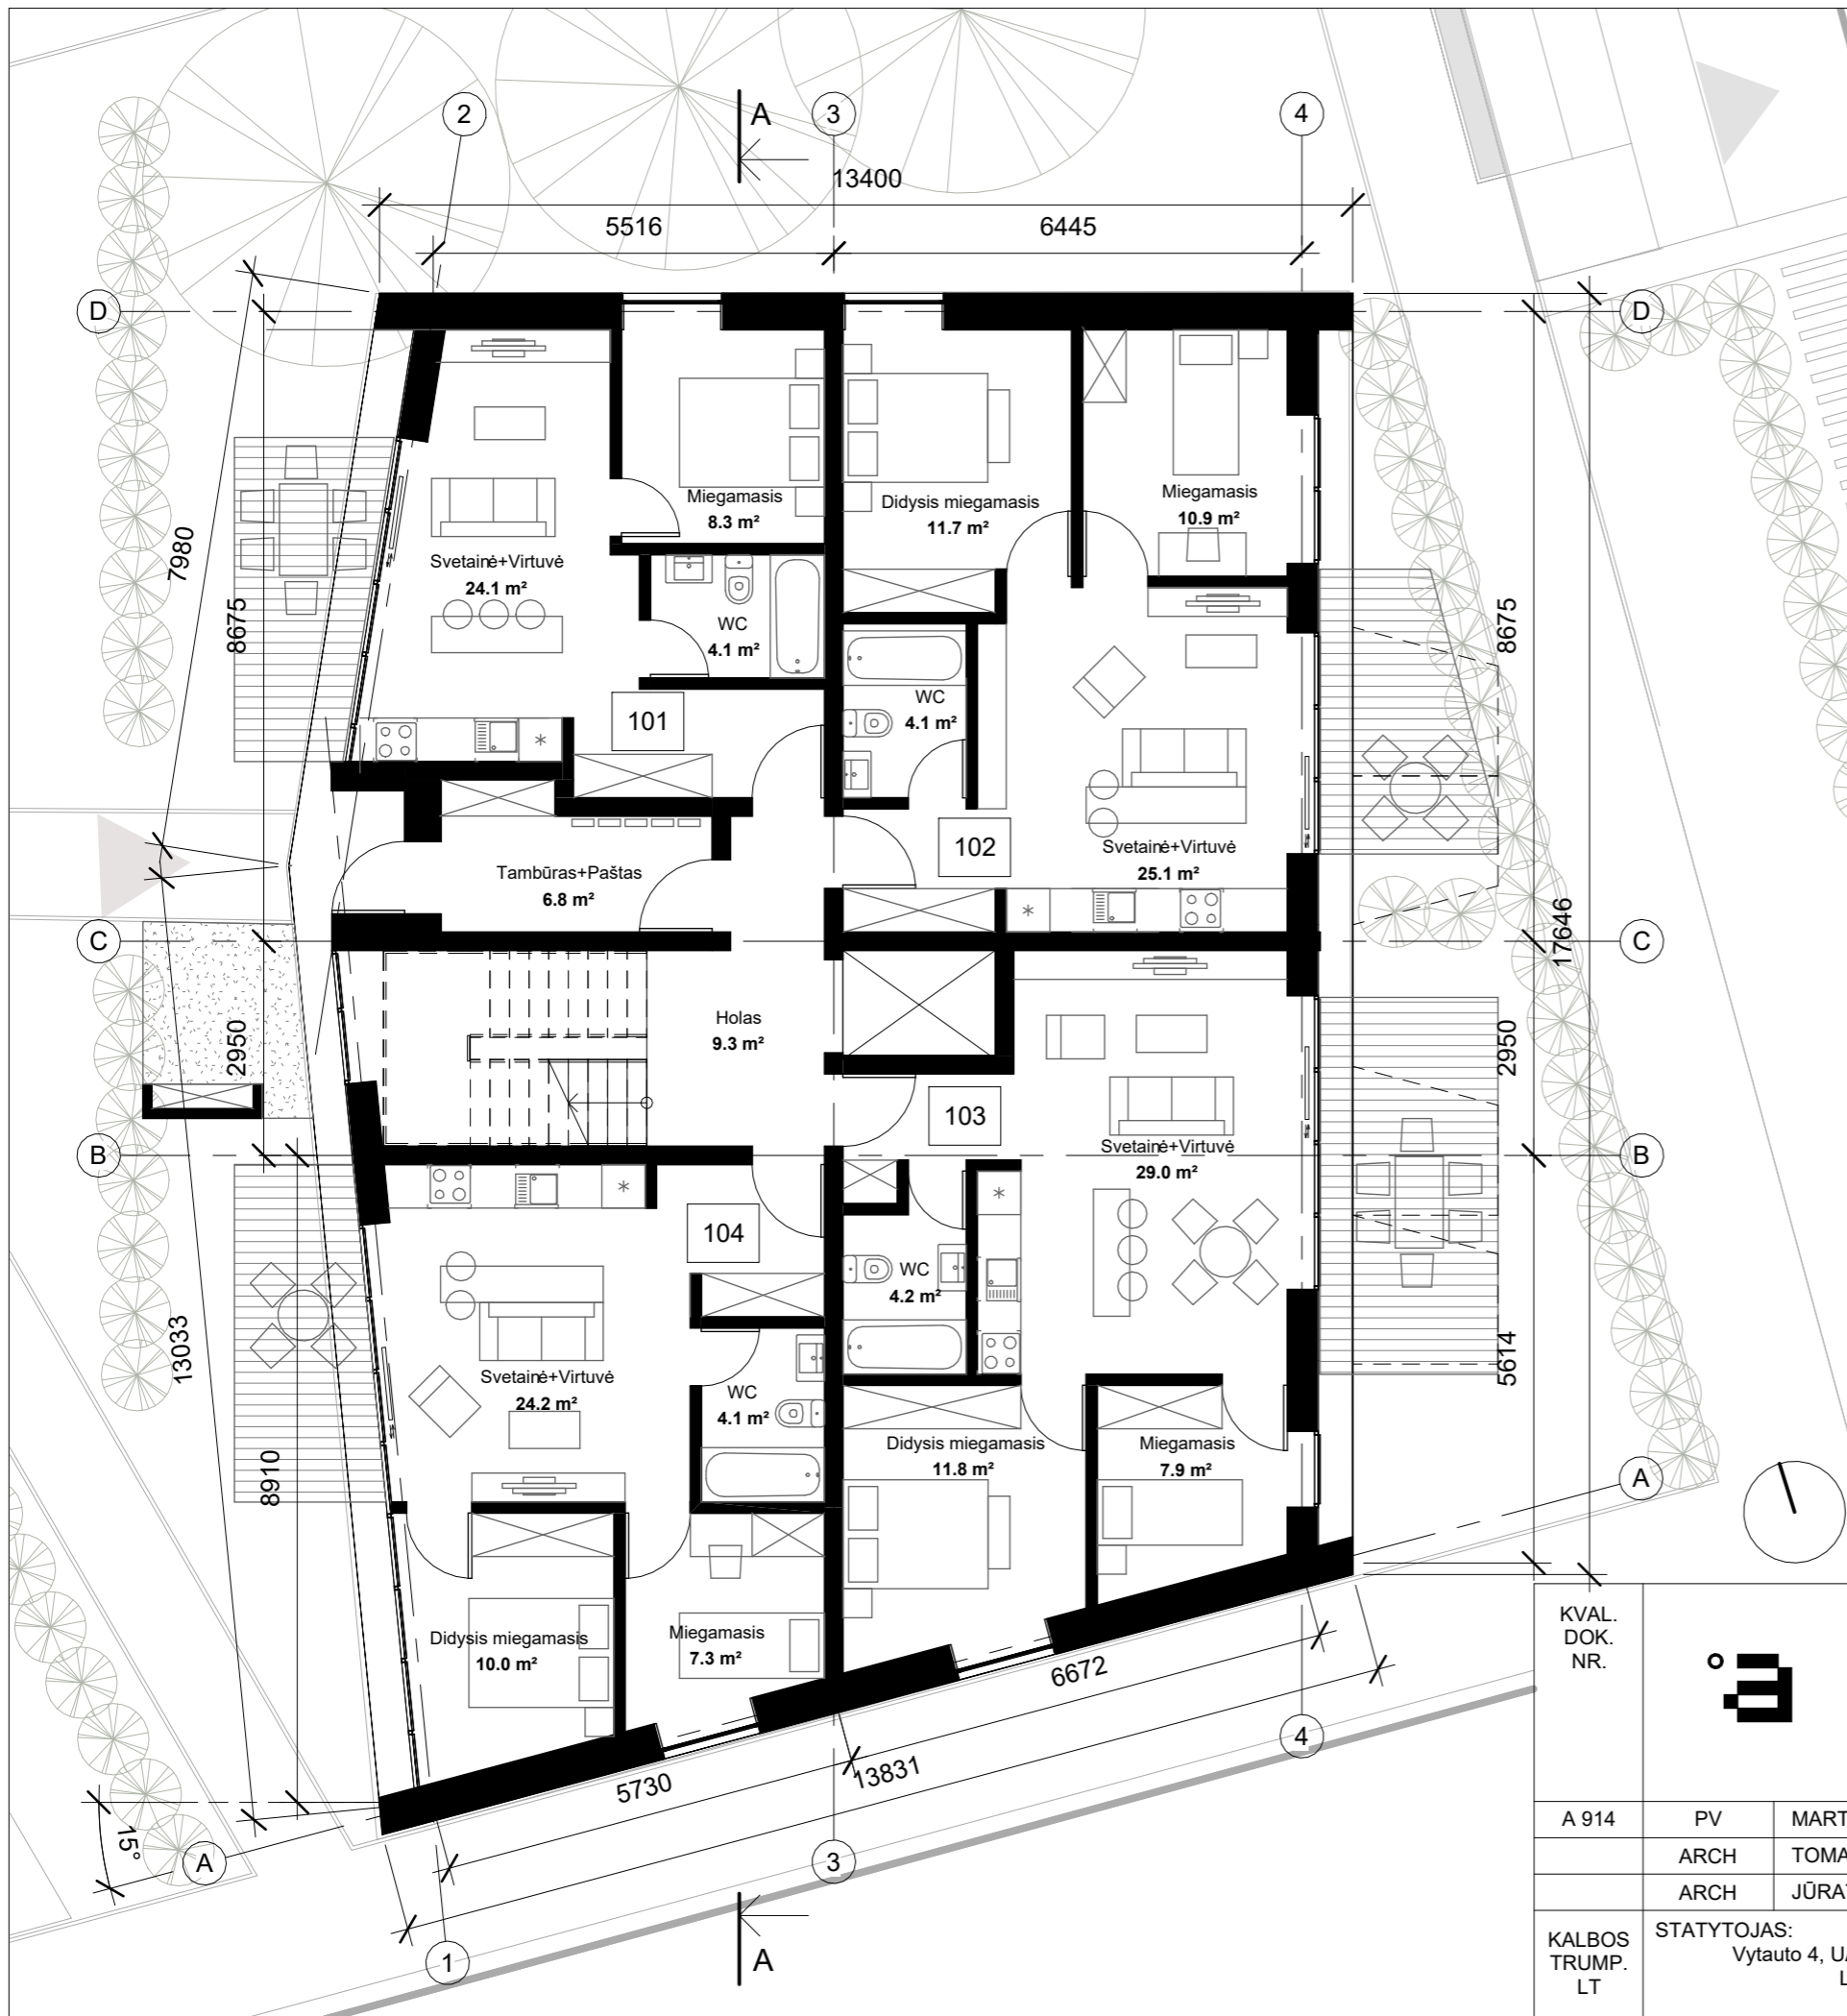 2
A
3
4
13400
5516
6445
D
D
7980
8675
8675
Miegamasis
8.3 m²
Didysis miegamasis
11.7 m²
Miegamasis
10.9 m²
Svetainė+Virtuvė
24.1 m²
WC
4.1 m²
WC
4.1 m²
101
102
Svetainė+Virtuvė
25.1 m²
Tambūras+Paštas
6.8 m²
C
C
17646
2950
2950
Holas
9.3 m²
103
B
B
Svetainė+Virtuvė
29.0 m²
104
WC
4.2 m²
13033
5614
Svetainė+Virtuvė
24.2 m²
WC
4.1 m²
Didysis miegamasis
11.8 m²
Miegamasis
7.9 m²
8910
A
Didysis miegamasis
10.0 m²
Miegamasis
7.3 m²
6672
5730
13831
4
15°
A
3
1
A
KVAL.
DOK.
NR.
A 914 PV MART
ARCH TOMA
ARCH
KALBOS
TRUMP.
LT
STATYTOJAS:
Vytauto 4,